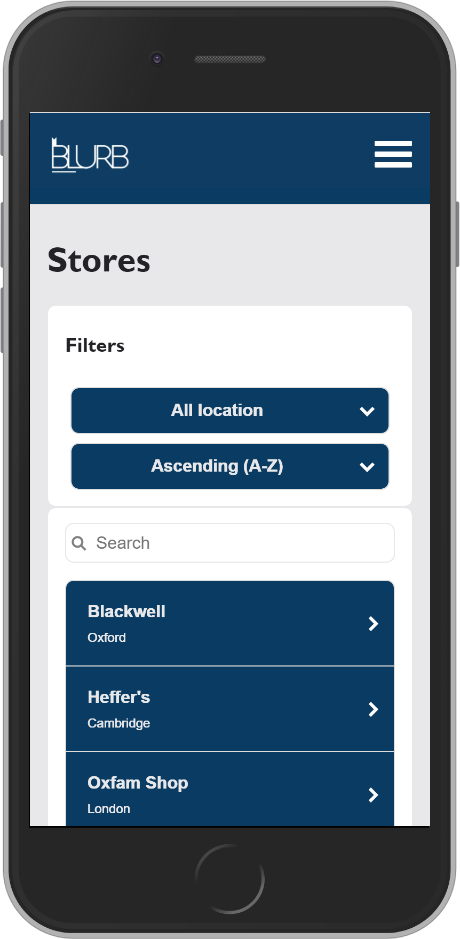 BLURB
Stores
Filters
All location
Ascending (A-Z)
Search
Blackwell
Oxford
Heffer's
Cambridge
Oxfam Shop
London